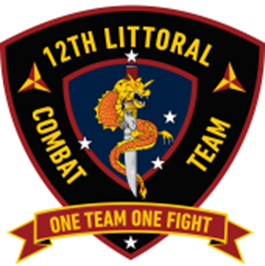 12TH LITTORAL
COMBAT
TEAM
ONE TEAM ONE FIGHT